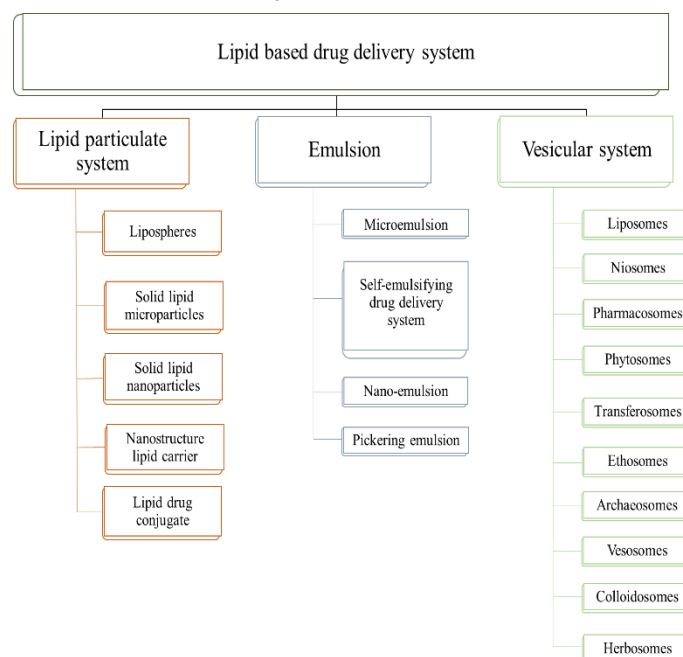 Lipid based drug delivery system
Lipid particulate
system
Emulsion
Vesicular system
Lipospheres
Solid lipid
microparticles
Solid lipid
nanoparticles
Nanostructure
lipid carrier
Lipid drug
conjugate
Microemulsion
Self-emulsifying
drug delivery
system
Nano-emulsion
Pickering emulsion
Liposomes
Niosomes
Pharmacosomes
Phytosomes
Transferosomes
Ethosomes
Archaeosomes
Vesosomes
Colloidosomes
Herbosomes